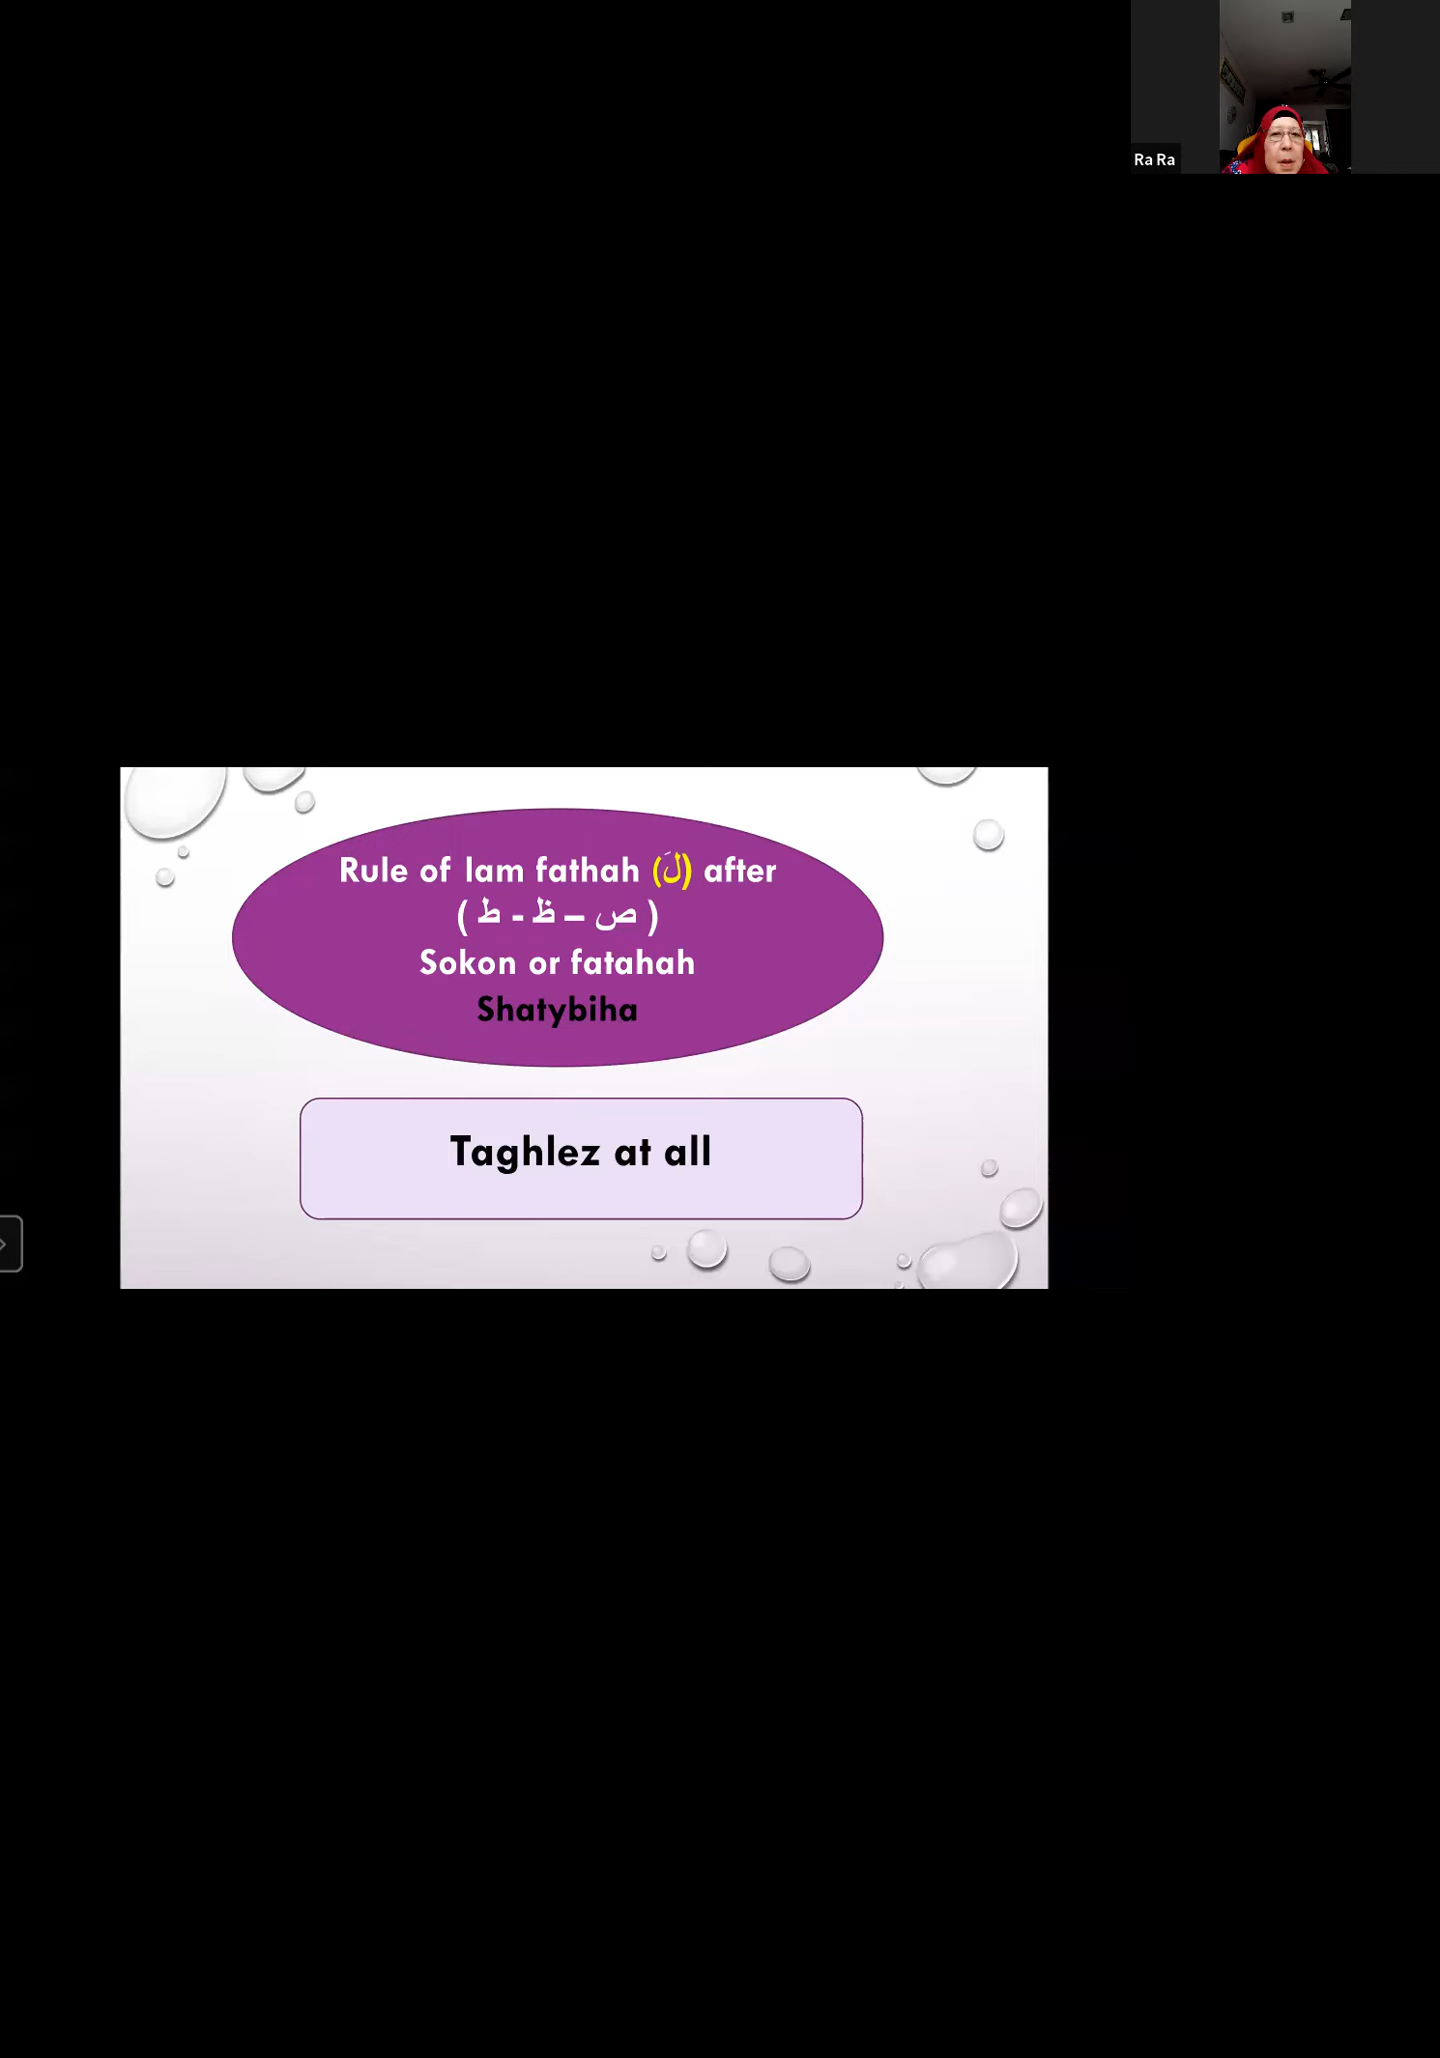 Ra Ra
Rule of lam fathah (لَ) after
( ص – ظ - ط )
Sokon or fatahah
Shatybiha
Taghlez at all